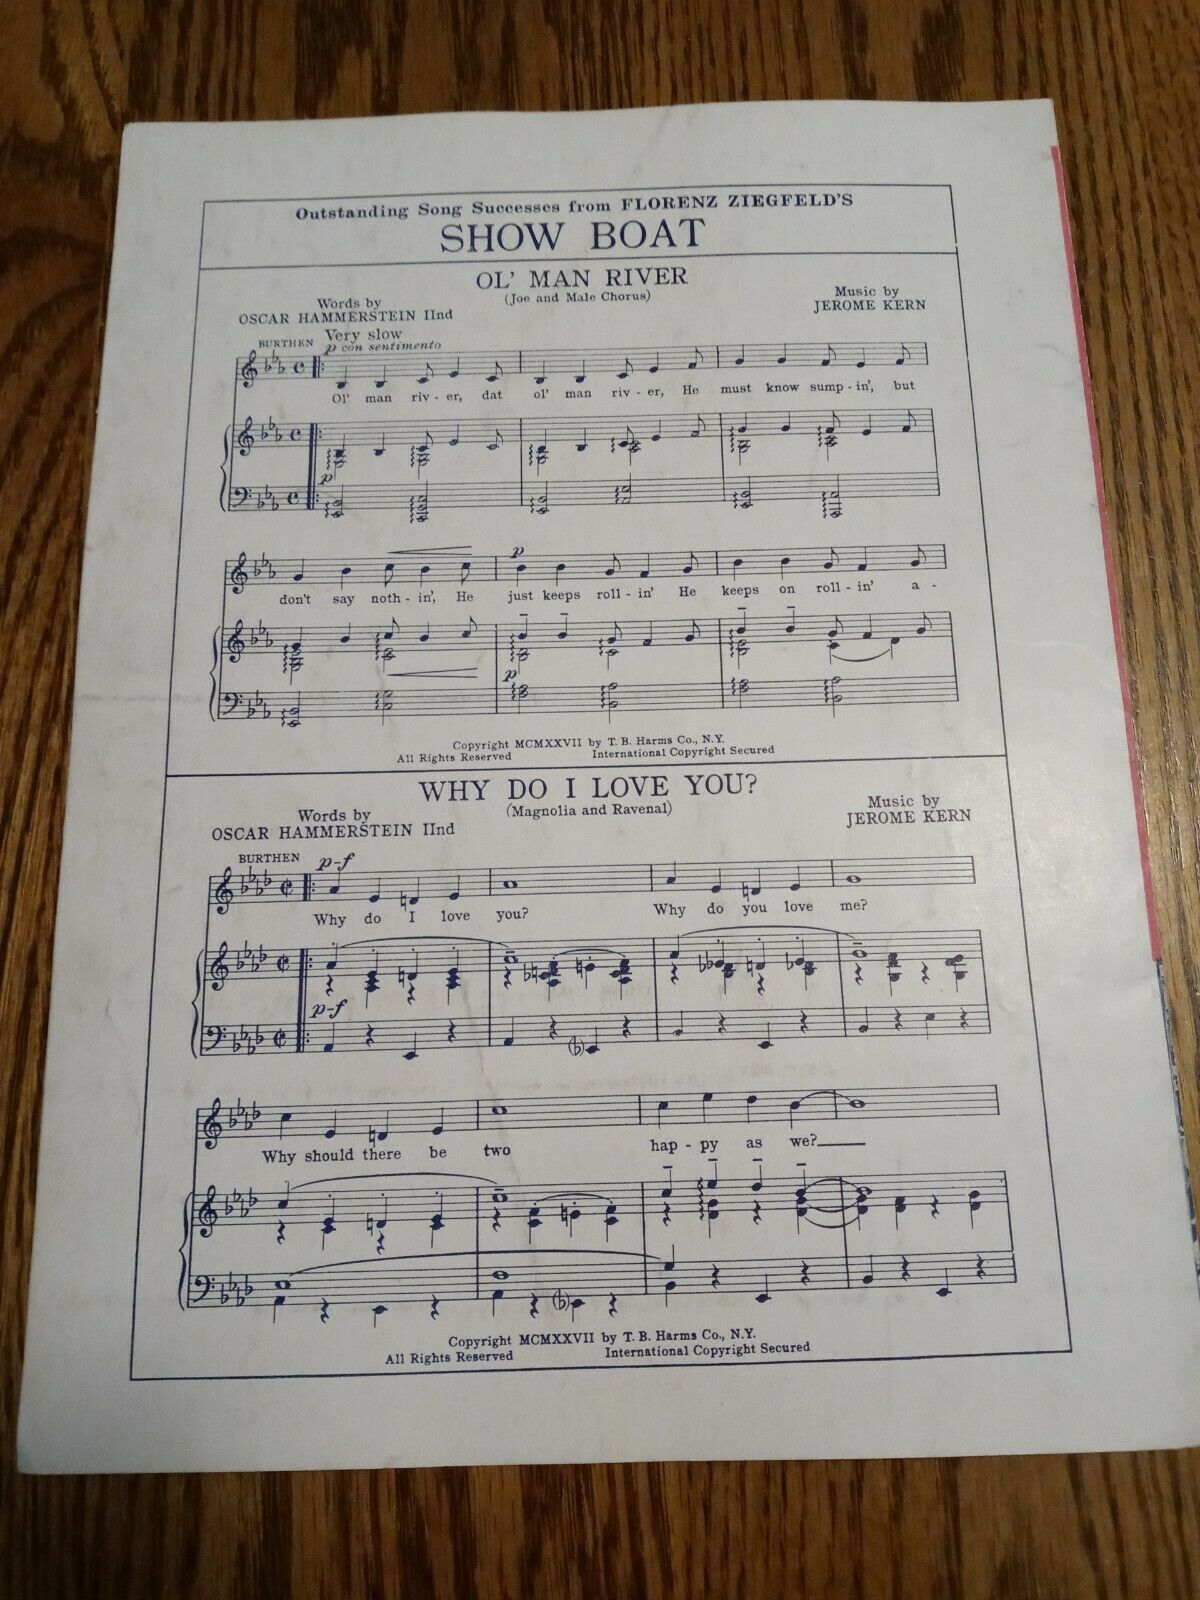 Outstanding Song Successes from FLORENZ ZIEGFELD'S
SHOW BOAT
OL' MAN RIVER
(Joe and Male Chorus)
Words by
OSCAR HAMMERSTEIN IInd
Music by
JEROME KERN
Very slow
BURTHEN
p con sentimento
Ol' man riv - er, dat ol' man riv - er, He must know sump - in', but
p
p
don't say noth - in', He just keeps roll - in' He keeps on roll - in' a -
p
Copyright MCMXXVII by T. B. Harms Co., N.Y.
All Rights Reserved International Copyright Secured
WHY DO I LOVE YOU?
(Magnolia and Ravenal)
Words by
OSCAR HAMMERSTEIN IInd
Music by
JEROME KERN
BURTHEN
p-f
Why do I love you? Why do you love me?
p-f
Why should there be two hap - py as we?
Copyright MCMXXVII by T. B. Harms Co., N.Y.
All Rights Reserved International Copyright Secured